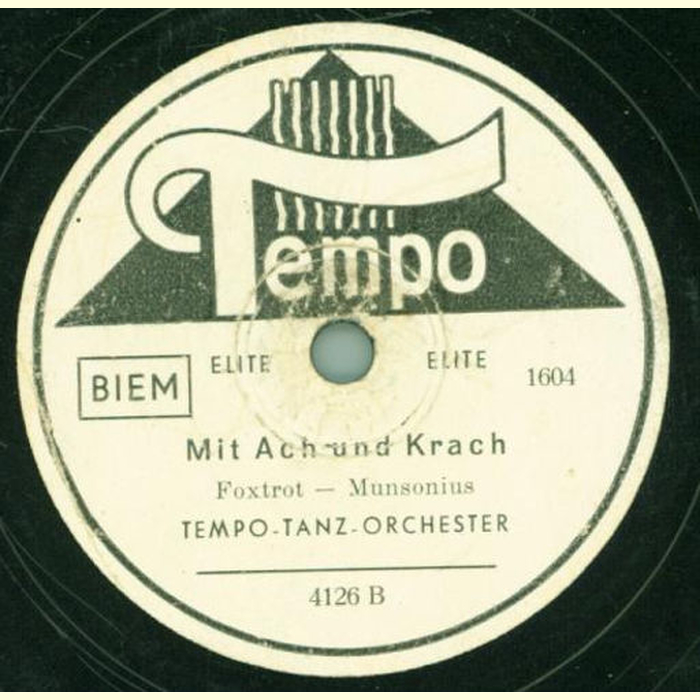 Tempo
BIEM
ELITE ELITE
1604
Mit Ach und Krach
Foxtrot — Munsonius
TEMPO-TANZ-ORCHESTER
4126 B